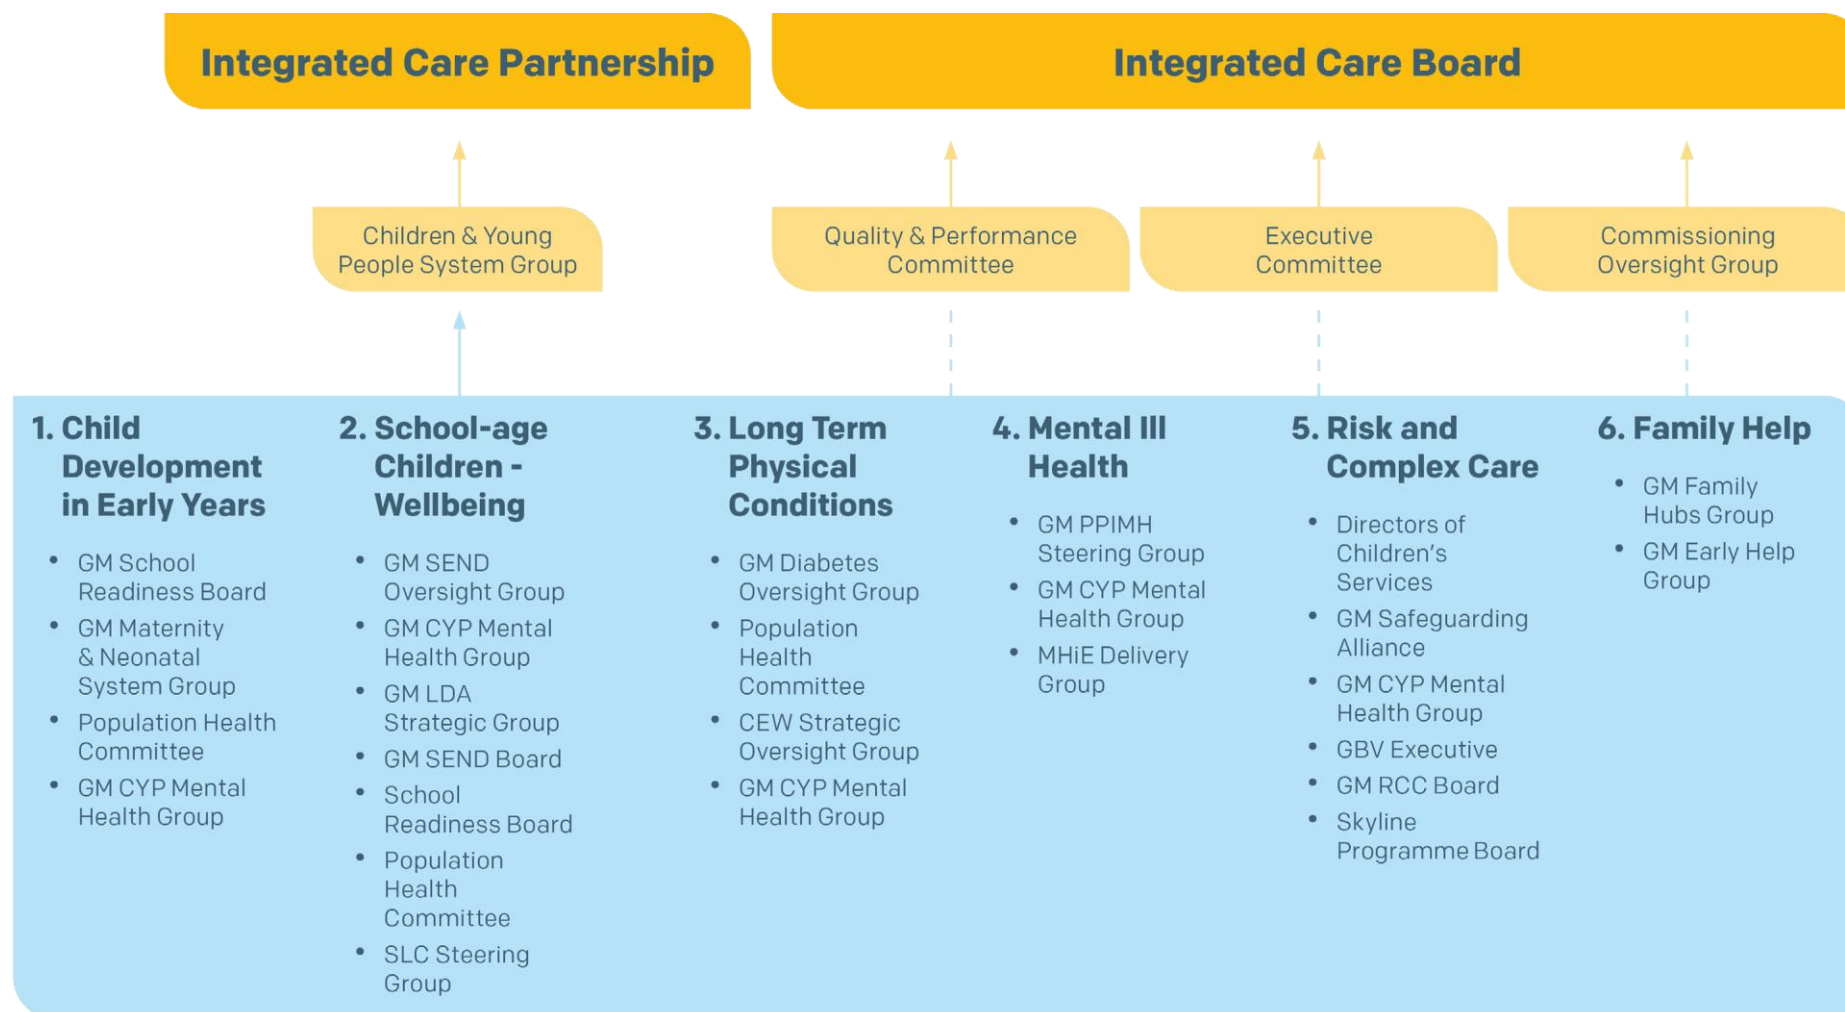 Integrated Care Partnership
Integrated Care Board
Children & Young
People System Group
Quality & Performance
Committee
Executive
Committee
Commissioning
Oversight Group
1. Child
Development
in Early Years
• GM School
Readiness Board
• GM Maternity
& Neonatal
System Group
• Population Health
Committee
• GM CYP Mental
Health Group
2. School-age
Children -
Wellbeing
• GM SEND
Oversight Group
• GM CYP Mental
Health Group
• GM LDA
Strategic Group
• GM SEND Board
• School
Readiness Board
• Population
Health
Committee
• SLC Steering
Group
3. Long Term
Physical
Conditions
• GM Diabetes
Oversight Group
• Population
Health
Committee
• CEW Strategic
Oversight Group
• GM CYP Mental
Health Group
4. Mental Ill
Health
• GM PPIMH
Steering Group
• GM CYP Mental
Health Group
• MHiE Delivery
Group
5. Risk and
Complex Care
• Directors of
Children's
Services
• GM Safeguarding
Alliance
• GM CYP Mental
Health Group
• GBV Executive
• GM RCC Board
• Skyline
Programme Board
6. Family Help
• GM Family
Hubs Group
• GM Early Help
Group